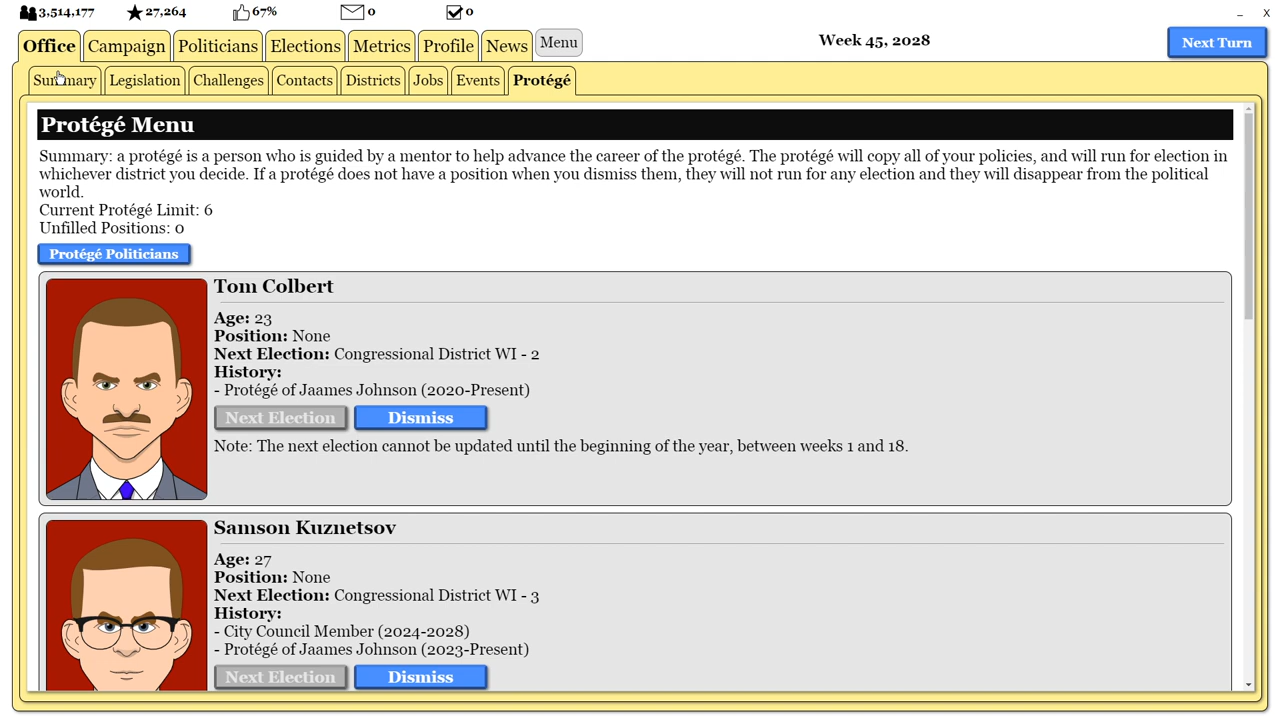 3,514,177 27,264 67% 0 0 _ X
Office Campaign Politicians Elections Metrics Profile News Menu Week 45, 2028 Next Turn
Summary Legislation Challenges Contacts Districts Jobs Events Protégé
Protégé Menu
Summary: a protégé is a person who is guided by a mentor to help advance the career of the protégé. The protégé will copy all of your policies, and will run for election in
whichever district you decide. If a protégé does not have a position when you dismiss them, they will not run for any election and they will disappear from the political
world.
Current Protégé Limit: 6
Unfilled Positions: 0
Protégé Politicians
Tom Colbert
Age: 23
Position: None
Next Election: Congressional District WI - 2
History:
- Protégé of Jaames Johnson (2020-Present)
Next Election Dismiss
Note: The next election cannot be updated until the beginning of the year, between weeks 1 and 18.
Samson Kuznetsov
Age: 27
Position: None
Next Election: Congressional District WI - 3
History:
- City Council Member (2024-2028)
- Protégé of Jaames Johnson (2023-Present)
Next Election Dismiss